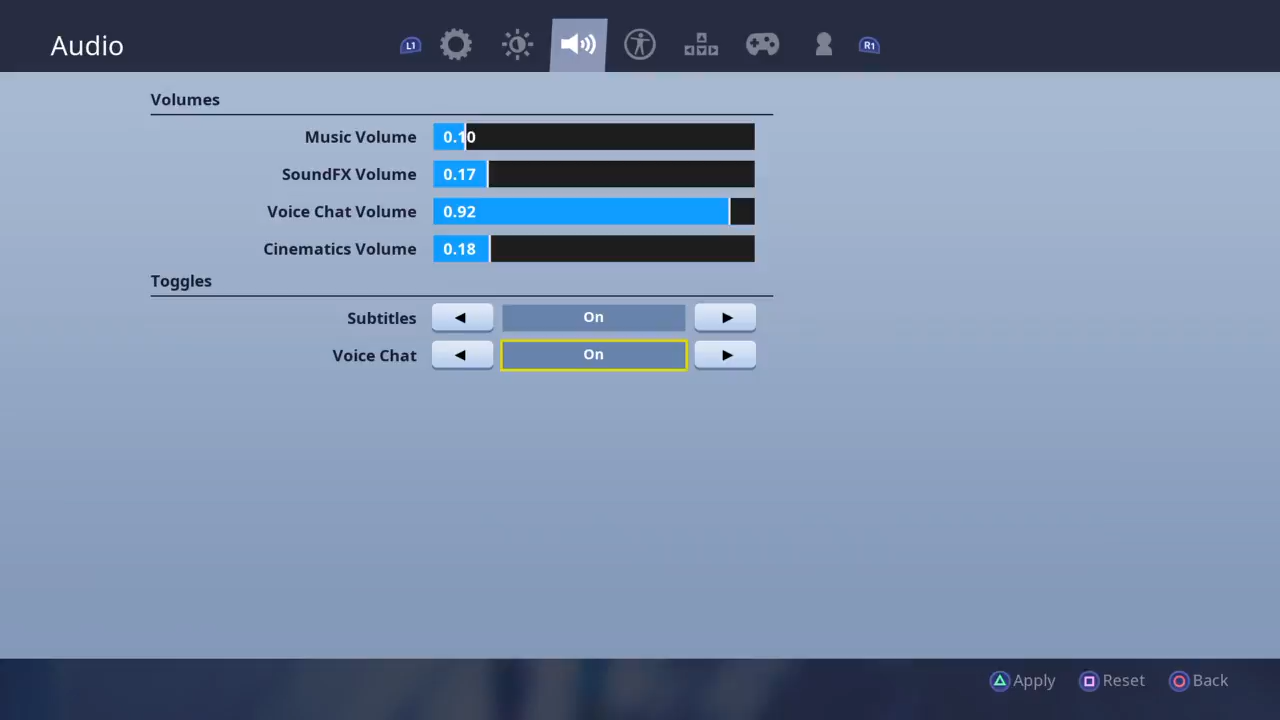 Audio
L1
R1
Volumes
Music Volume 0.10
SoundFX Volume 0.17
Voice Chat Volume 0.92
Cinematics Volume 0.18
Toggles
Subtitles ◀ On ▶
Voice Chat ◀ On ▶
Apply Reset Back